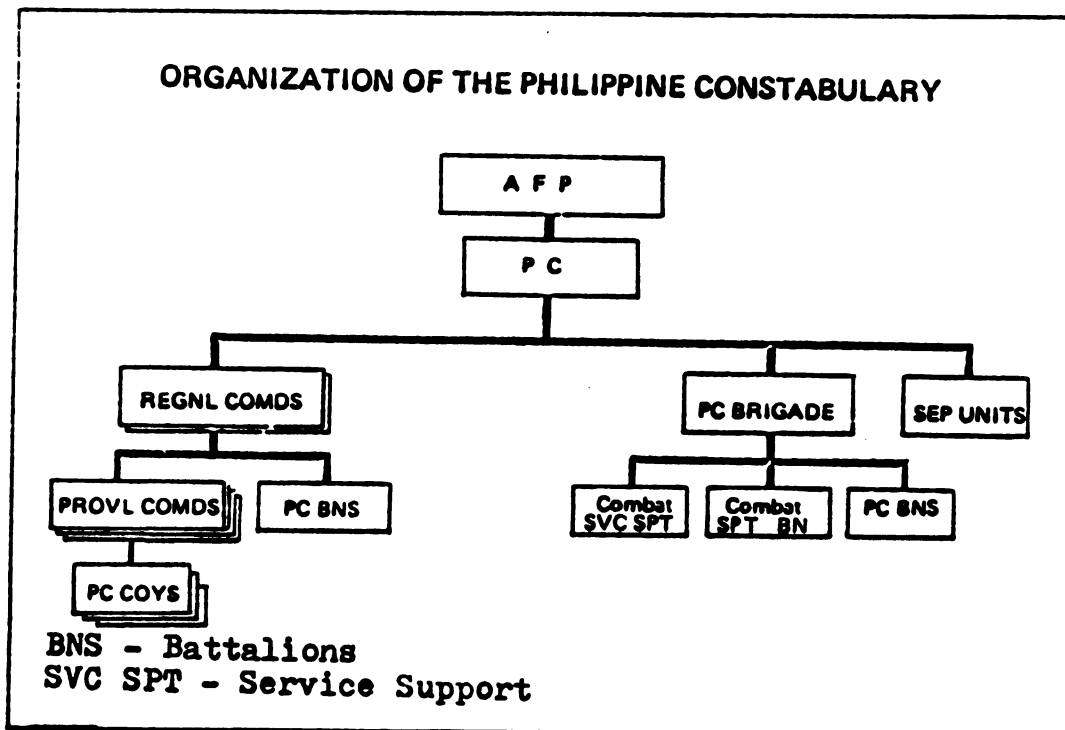 ORGANIZATION OF THE PHILIPPINE CONSTABULARY
A F P
P C
REGNL COMDS
PC BRIGADE
SEP UNITS
PROVL COMDS
PC BNS
Combat
SVC SPT
Combat
SPT BN
PC BNS
PC COYS
BNS - Battalions
SVC SPT - Service Support